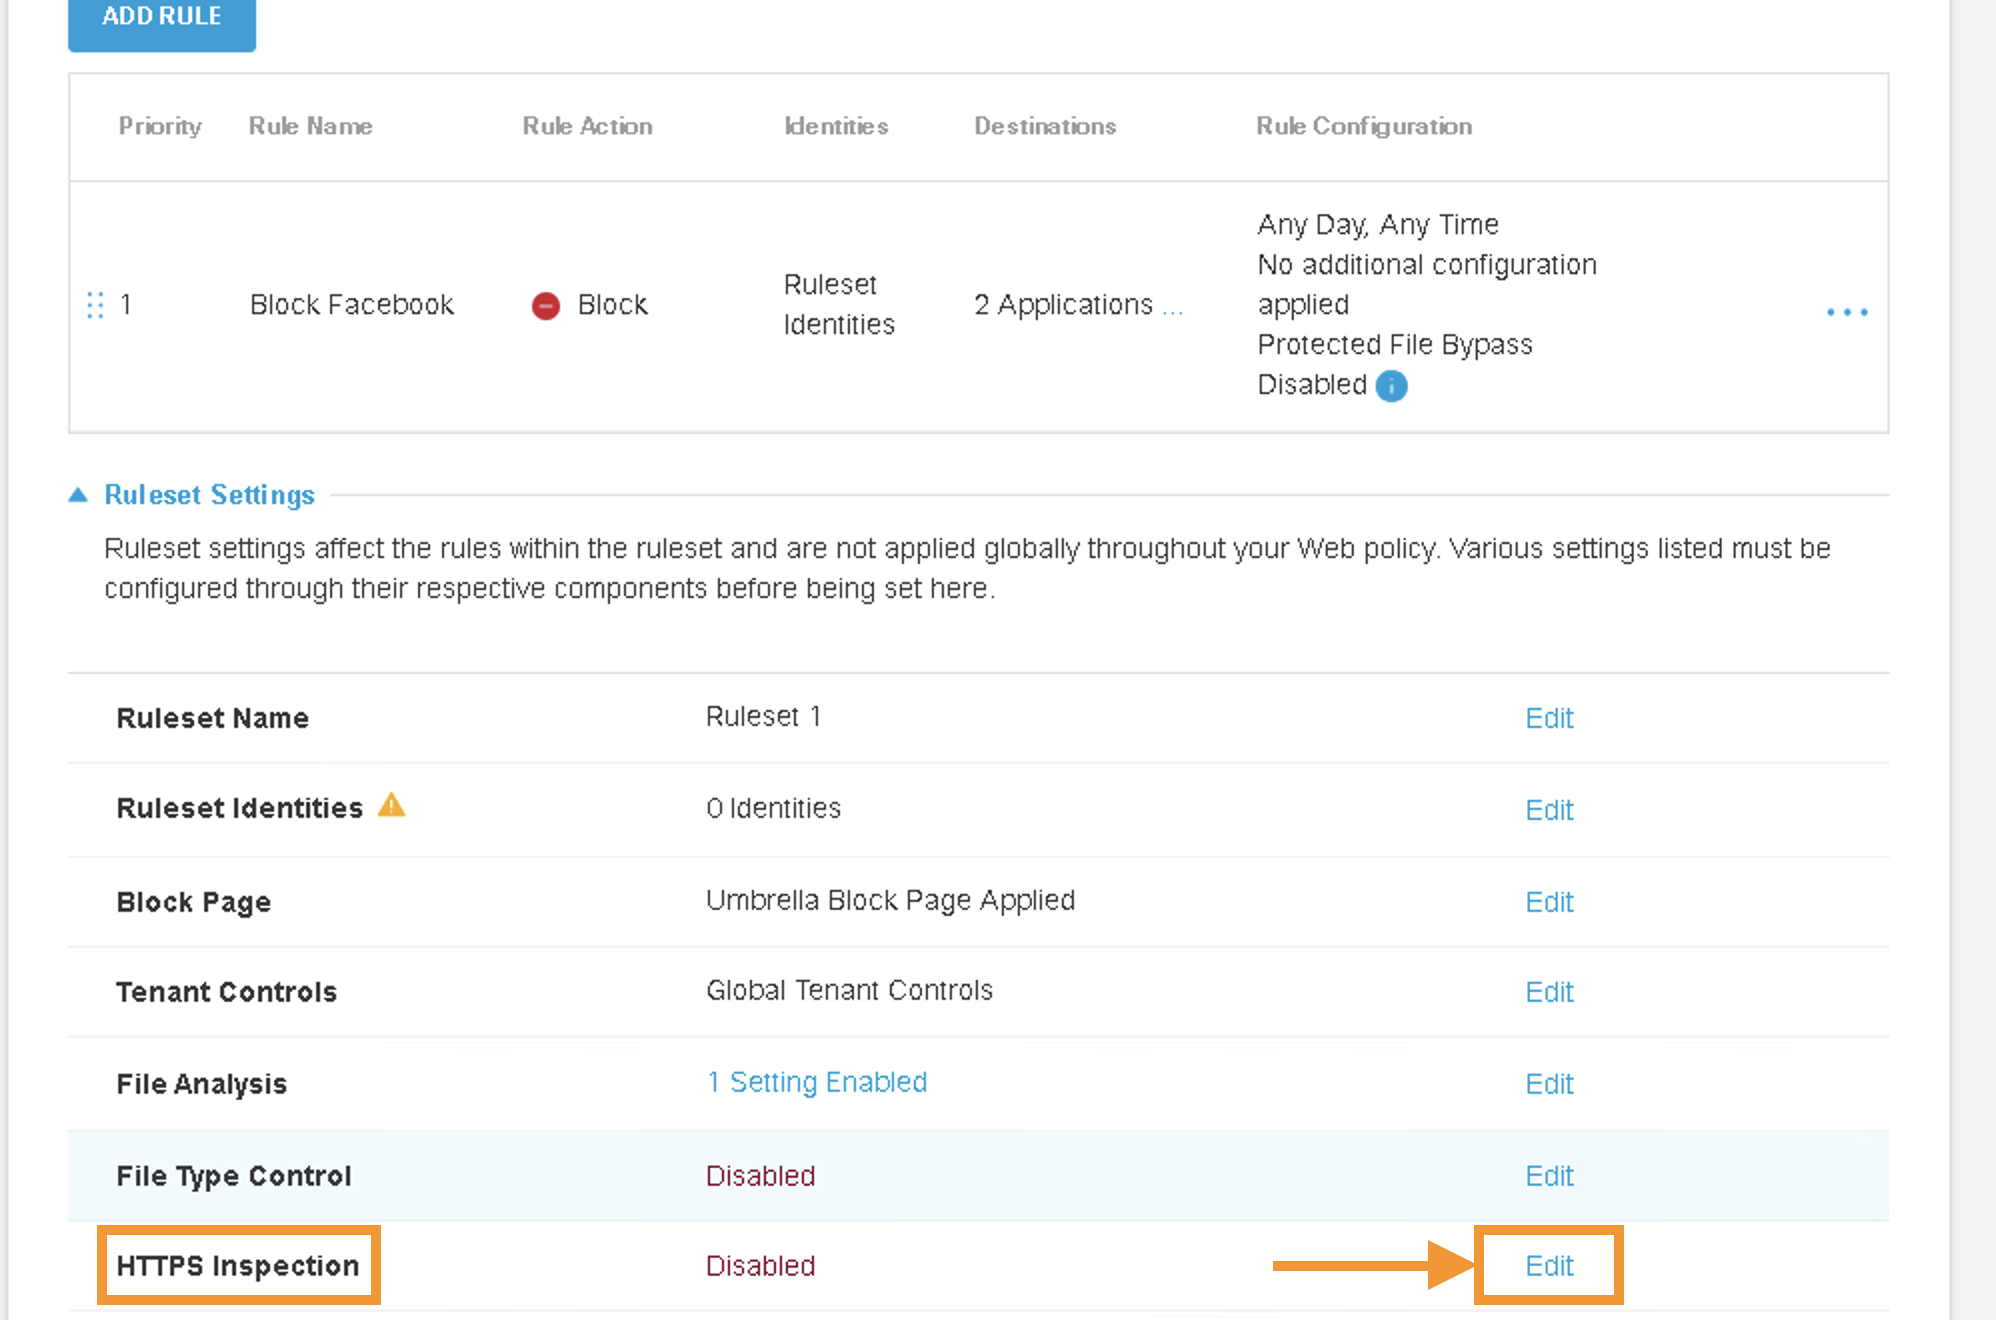 ADD RULE
Priority Rule Name Rule Action Identities Destinations Rule Configuration
1 Block Facebook Block Ruleset Identities 2 Applications ... Any Day, Any Time
No additional configuration
applied
Protected File Bypass
Disabled
Ruleset Settings
Ruleset settings affect the rules within the ruleset and are not applied globally throughout your Web policy. Various settings listed must be
configured through their respective components before being set here.
Ruleset Name Ruleset 1 Edit
Ruleset Identities 0 Identities Edit
Block Page Umbrella Block Page Applied Edit
Tenant Controls Global Tenant Controls Edit
File Analysis 1 Setting Enabled Edit
File Type Control Disabled Edit
HTTPS Inspection Disabled Edit